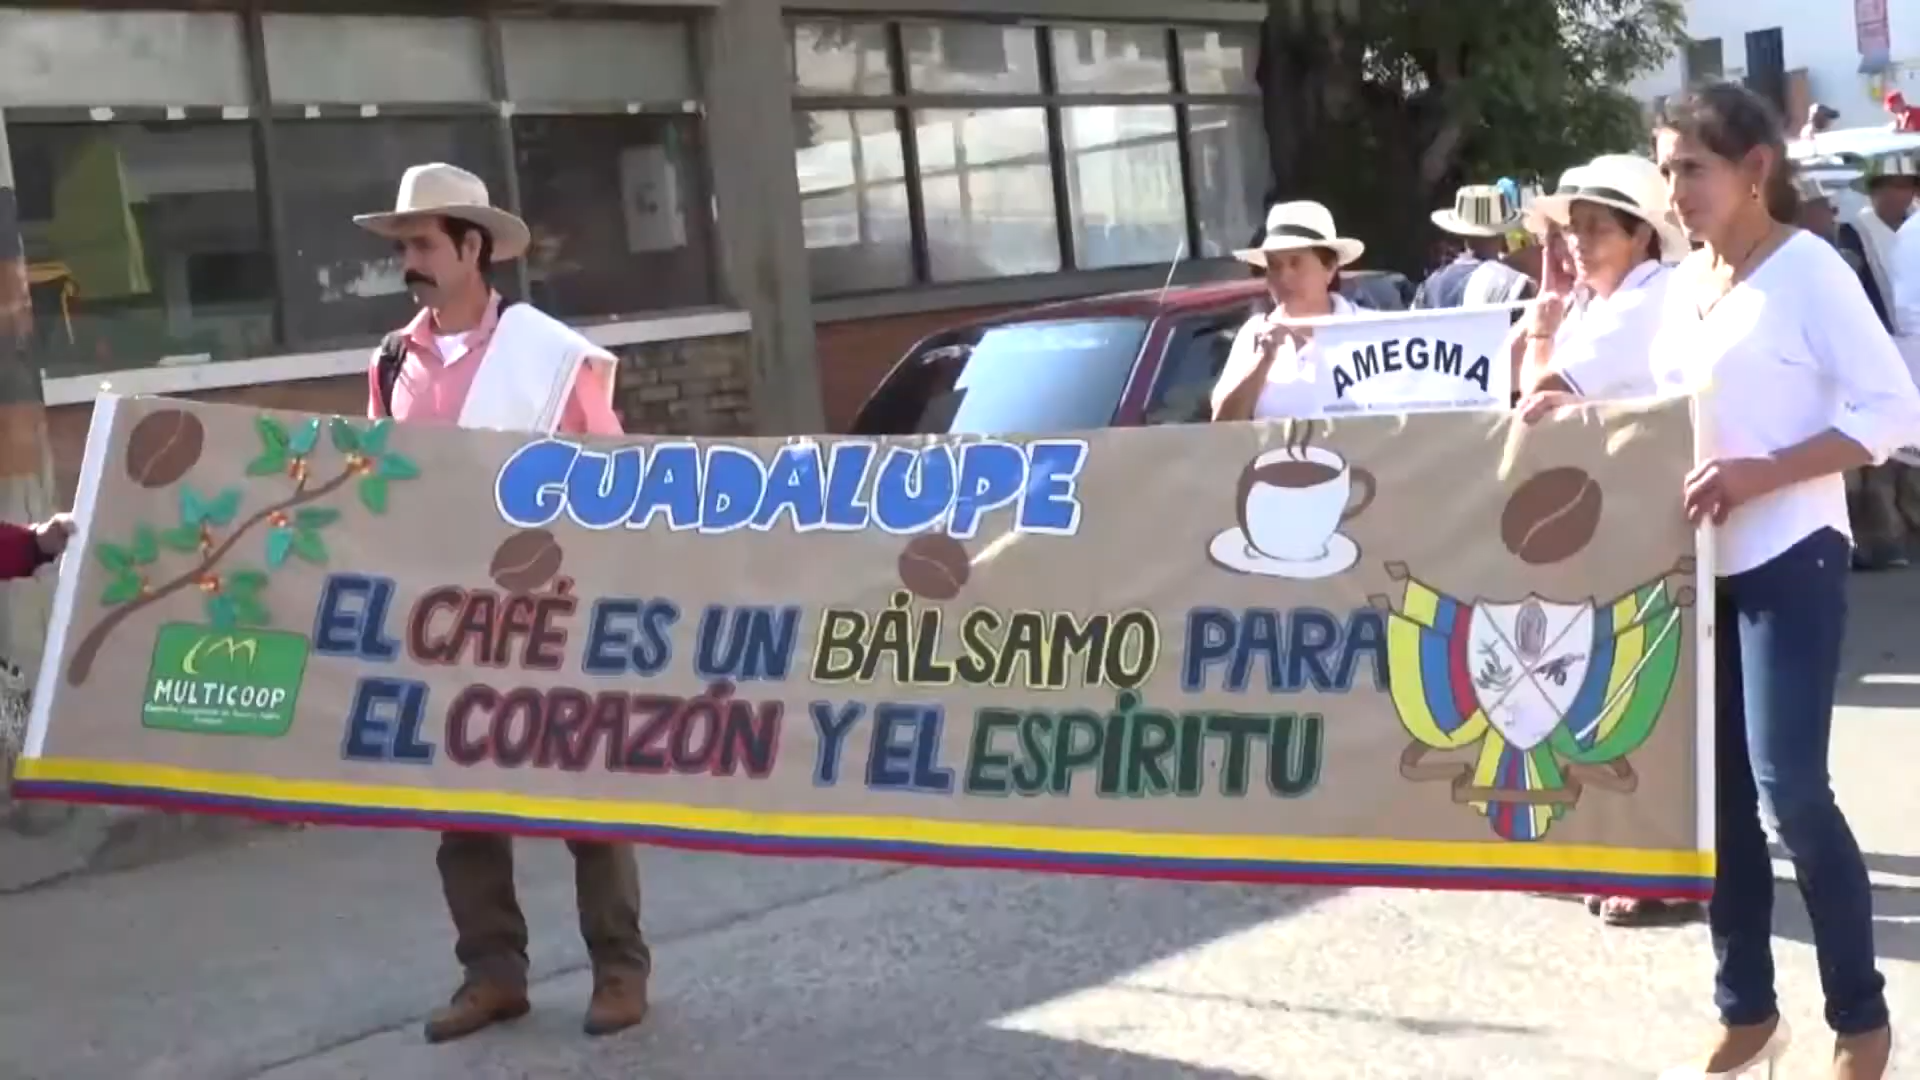 AMEGMA
GUADALUPE
EL CAFÉ ES UN BÁLSAMO PARA
EL CORAZÓN Y EL ESPÍRITU
MULTICOOP